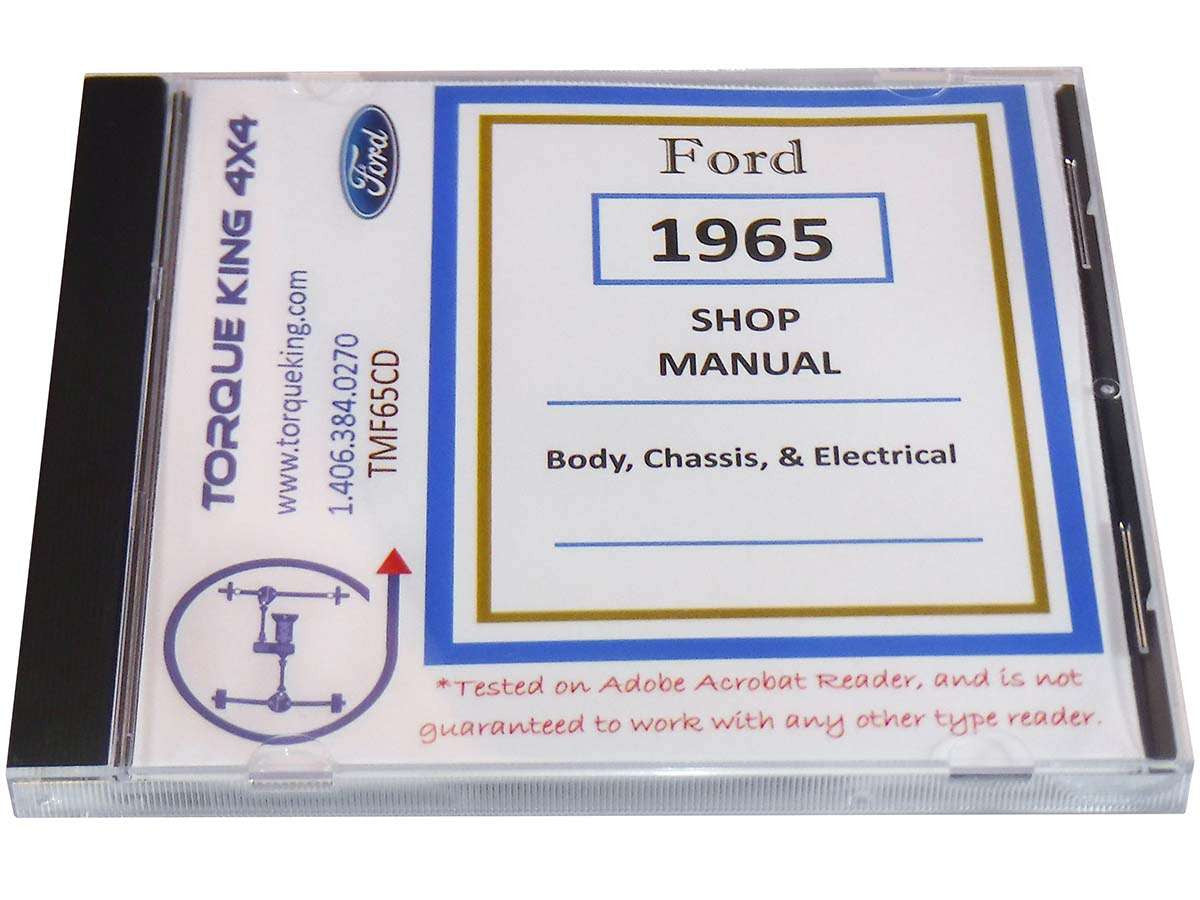 TORQUE KING 4X4
www.torqueking.com
1.406.384.0270
TMF65CD
Ford
Ford
1965
SHOP
MANUAL
Body, Chassis, & Electrical
*Tested on Adobe Acrobat Reader, and is not
guaranteed to work with any other type reader.